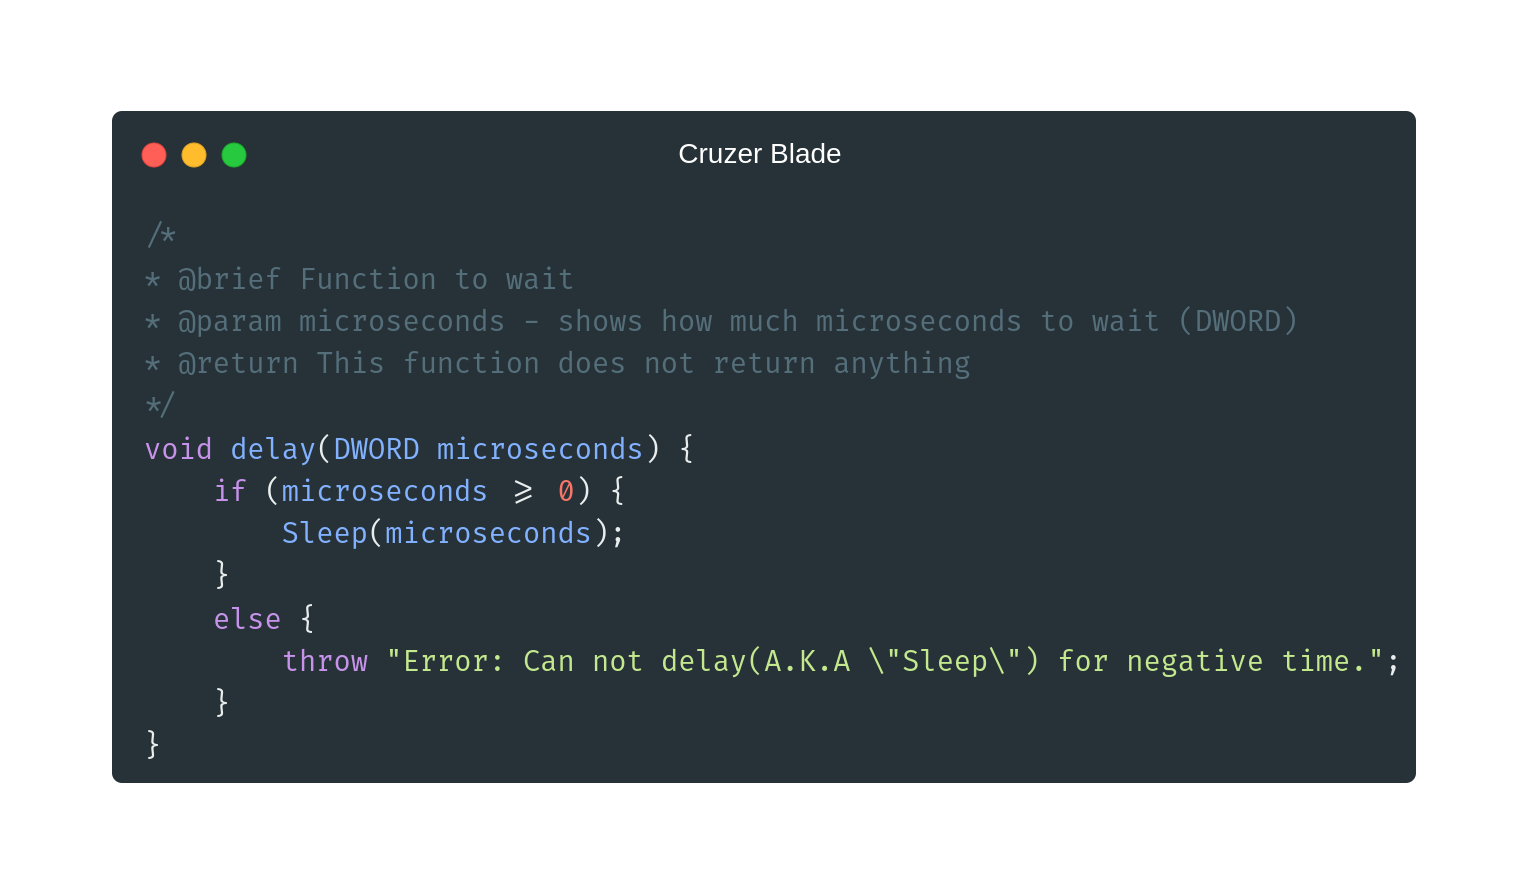 Cruzer Blade
/*
* @brief Function to wait
* @param microseconds - shows how much microseconds to wait (DWORD)
* @return This function does not return anything
*/
void delay(DWORD microseconds) {
    if (microseconds >= 0) {
        Sleep(microseconds);
    }
    else {
        throw "Error: Can not delay(A.K.A \"Sleep\") for negative time.";
    }
}